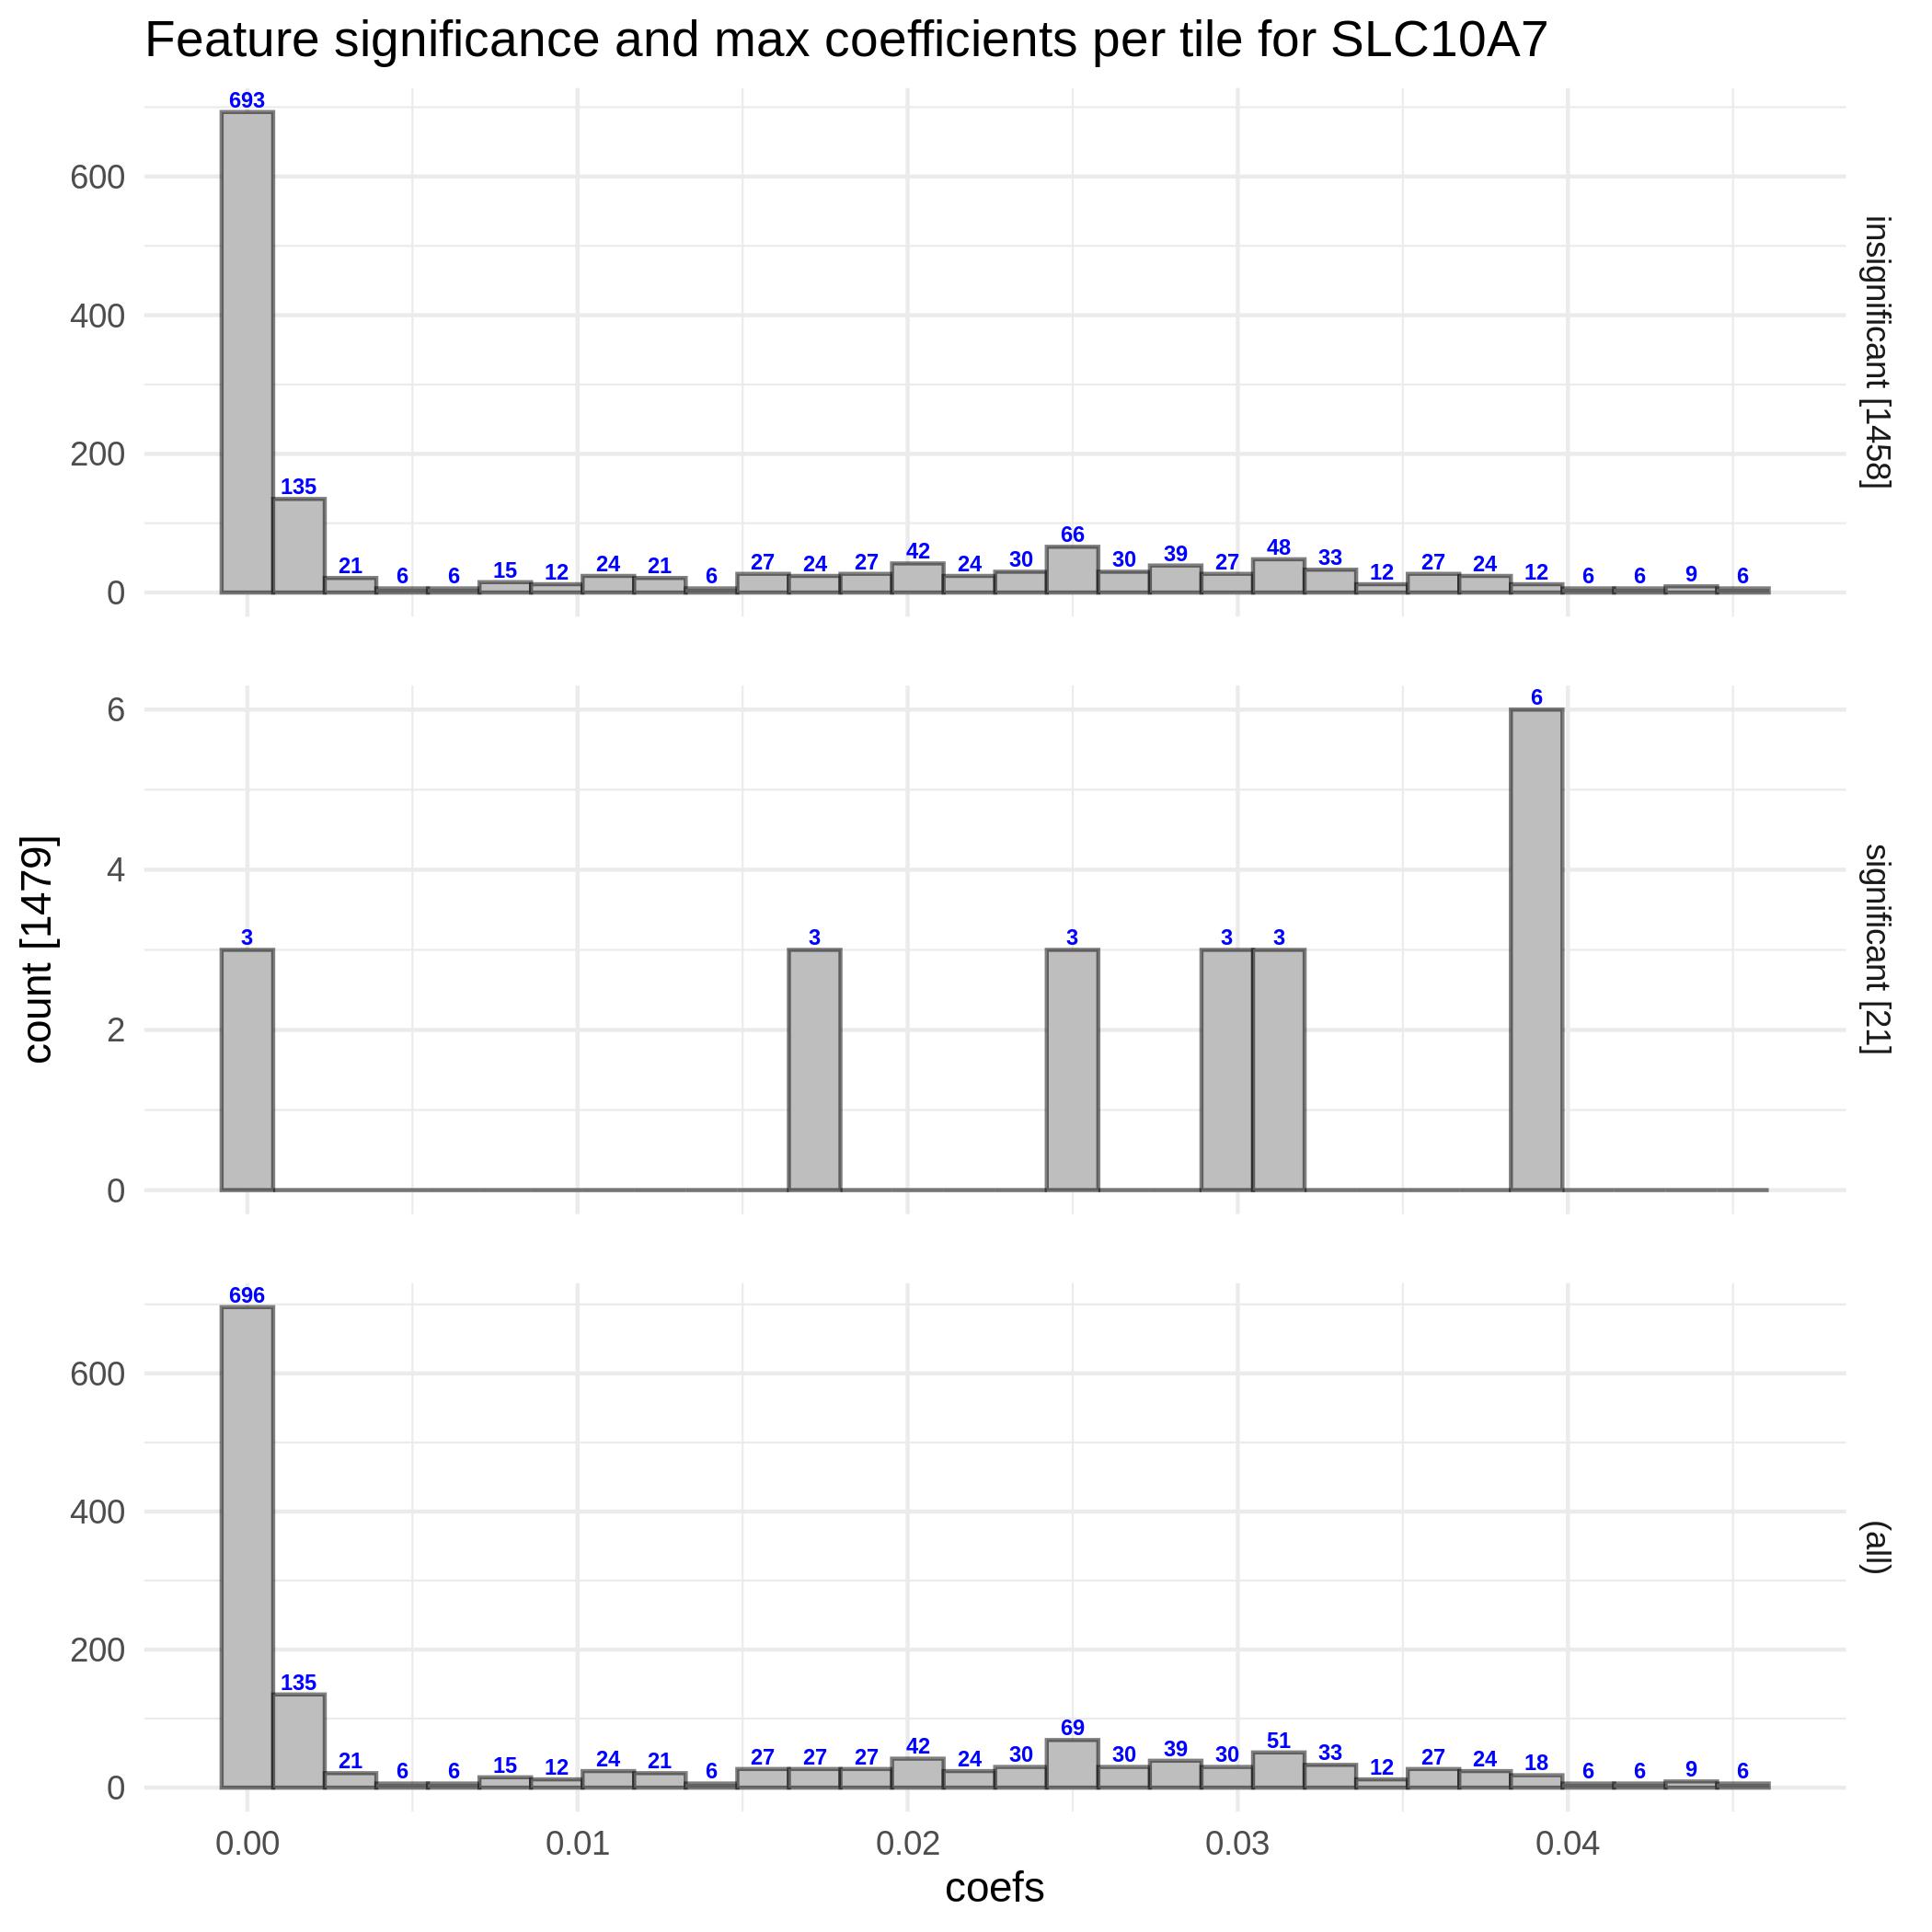 Feature significance and max coefficients per tile for SLC10A7
693
600
400
200
0
135 21 6 6 15 12 24 21 6 27 24 27 42 24 30 66 30 39 27 48 33 12 27 24 12 6 6 9 6
insignificant [1458]
6
4
2
0
3 3 3 3 3 6
significant [21]
count [1479]
696
600
400
200
0
135 21 6 6 15 12 24 21 6 27 27 27 42 24 30 69 30 39 30 51 33 12 27 24 18 6 6 9 6
(all)
0.00 0.01 0.02 0.03 0.04
coefs